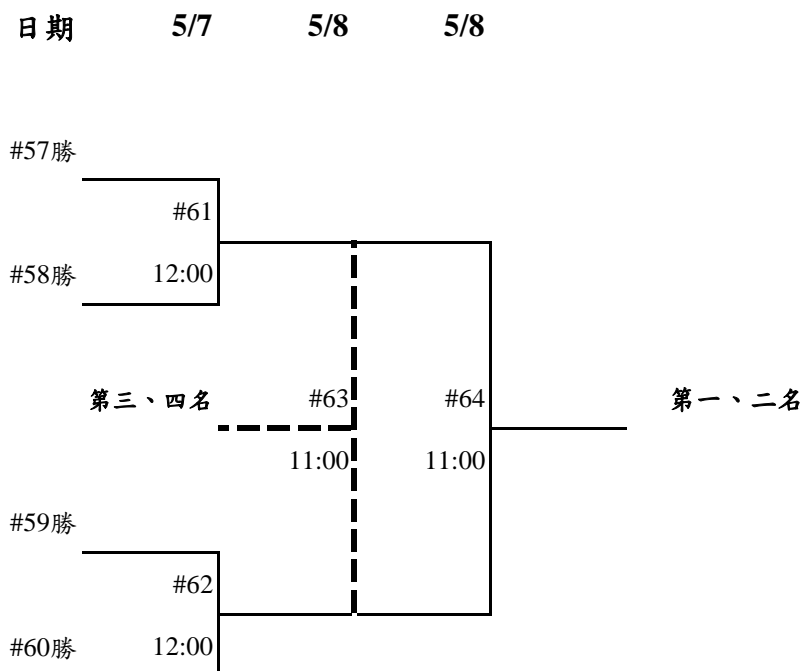 日期 5/7 5/8 5/8
#57勝
#61
#58勝 12:00
第三、四名 #63 #64 第一、二名
11:00 11:00
#59勝
#62
#60勝 12:00